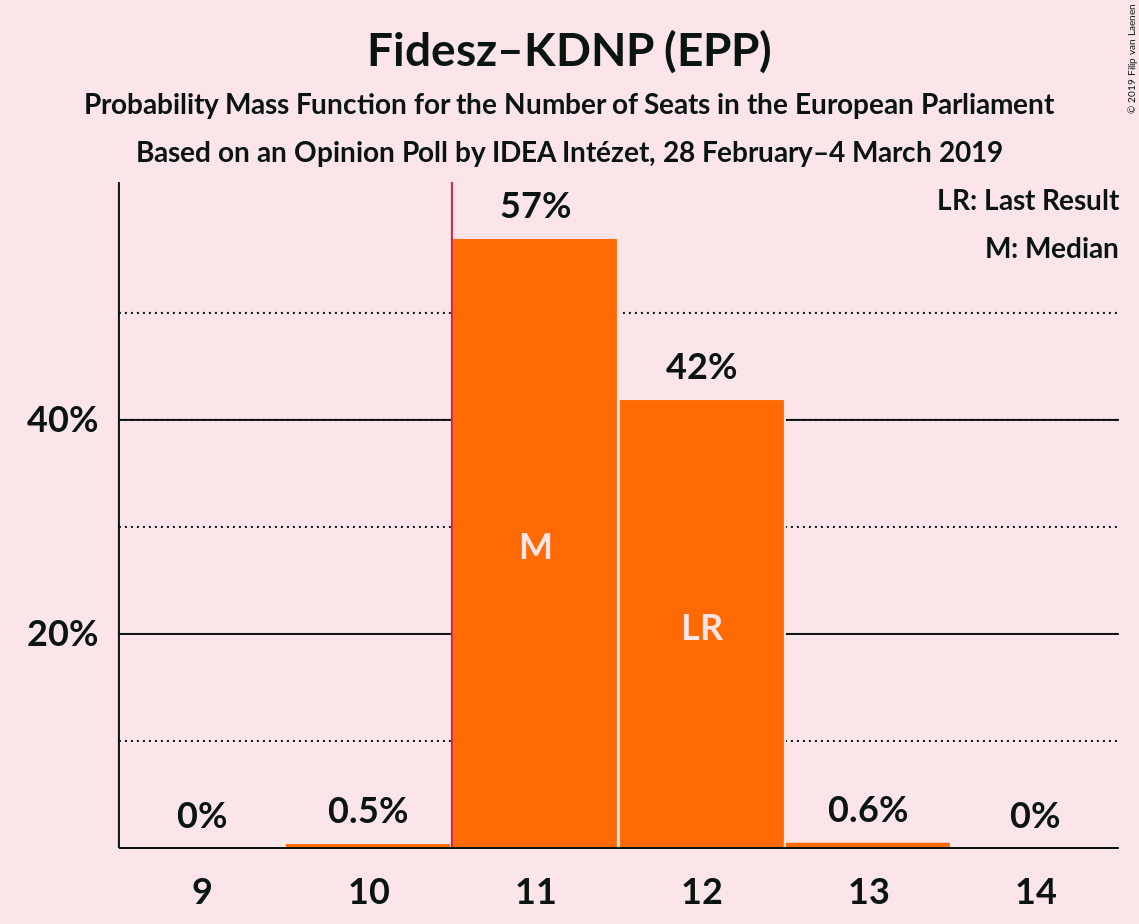 Fidesz–KDNP (EPP)
Probability Mass Function for the Number of Seats in the European Parliament
Based on an Opinion Poll by IDEA Intézet, 28 February–4 March 2019
© 2019 Filip van Laenen
LR: Last Result
M: Median
57%
42%
40%
M
LR
20%
0%
0.5%
0.6%
0%
9
10
11
12
13
14